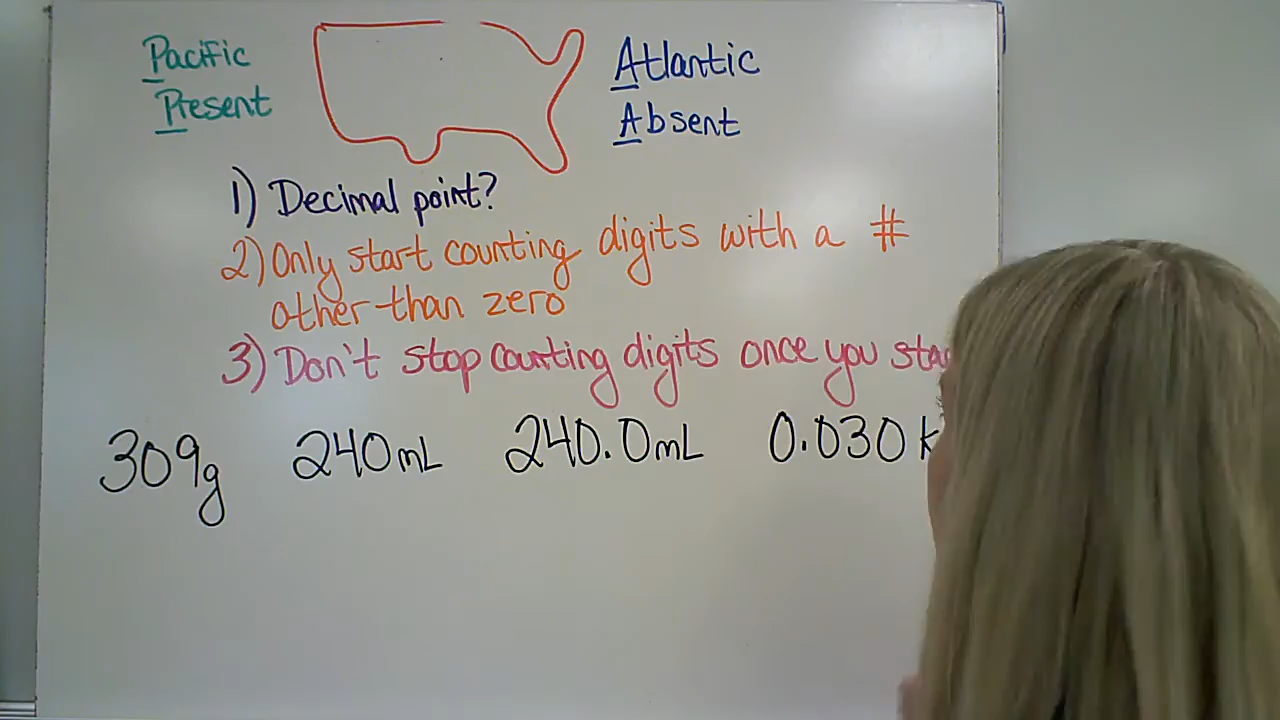 Pacific
Present
Atlantic
Absent
1) Decimal point?
2) Only start counting digits with a #
other than zero
3) Don't stop counting digits once you
309g 240mL 240.0mL 0.030